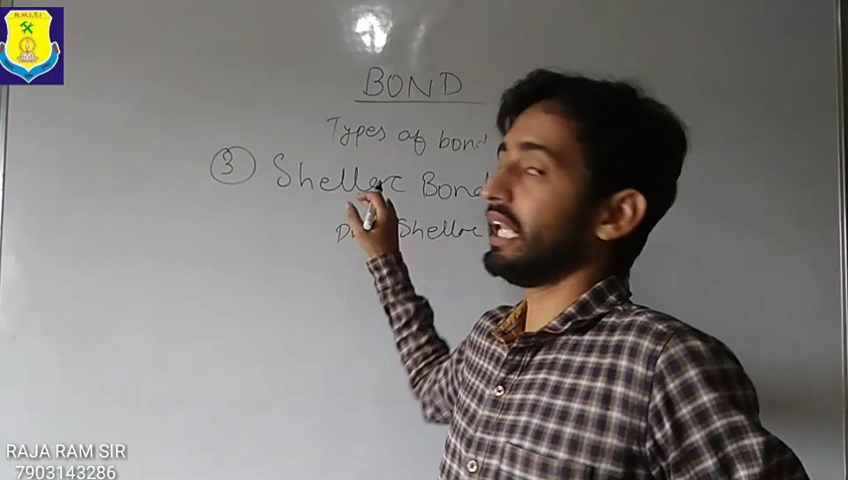 R.M.I.T.I
BOND
Types of bond
3 Shellac Bond
Shellac
RAJA RAM SIR
7903143286